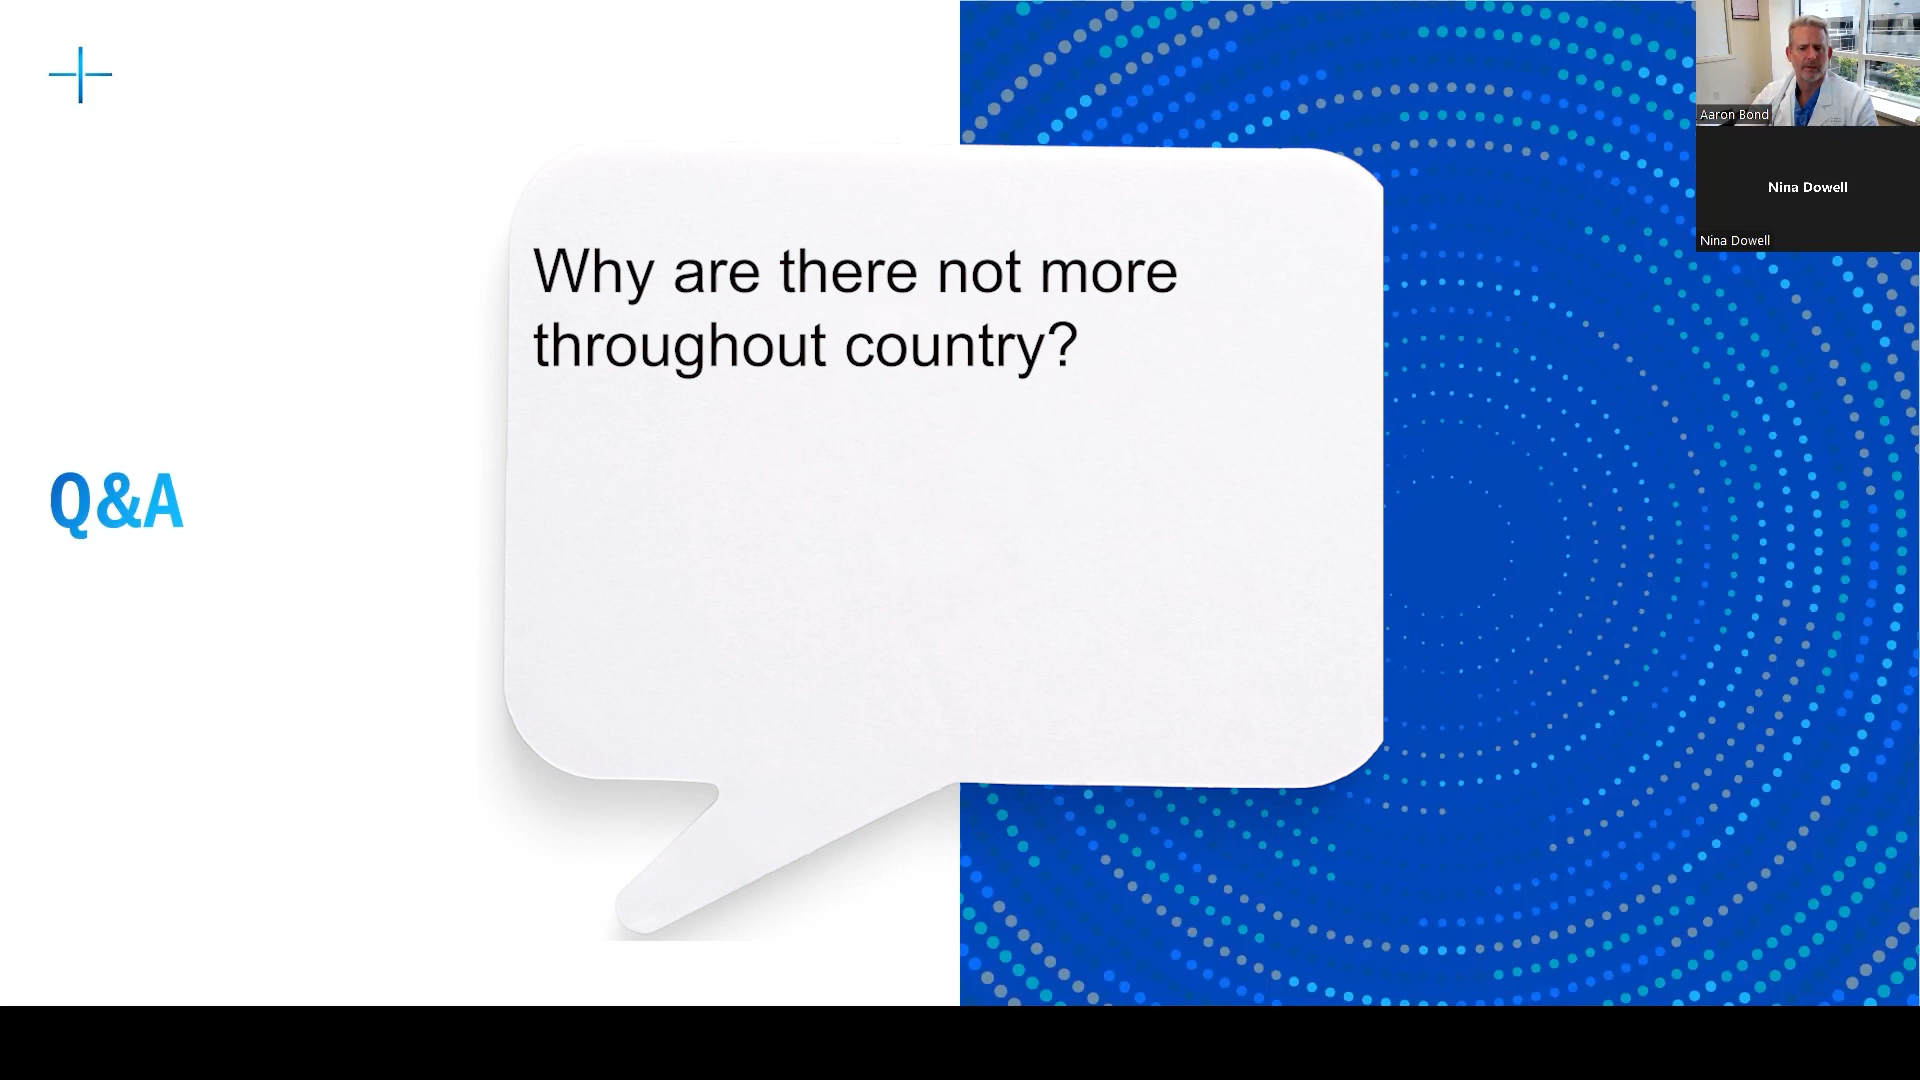 Why are there not more
throughout country?
Q&A
Aaron Bond
Nina Dowell
Nina Dowell